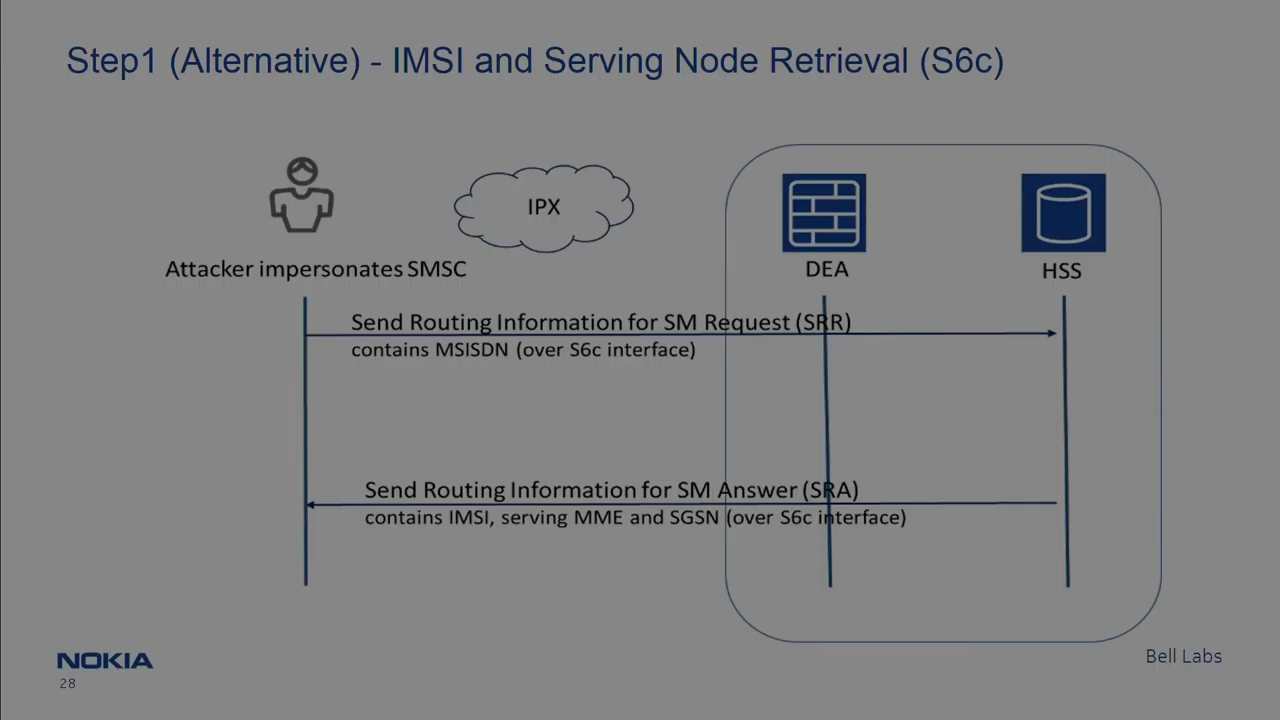 Step1 (Alternative) - IMSI and Serving Node Retrieval (S6c)
IPX
Attacker impersonates SMSC
DEA
HSS
Send Routing Information for SM Request (SRR)
contains MSISDN (over S6c interface)
Send Routing Information for SM Answer (SRA)
contains IMSI, serving MME and SGSN (over S6c interface)
NOKIA
Bell Labs
28